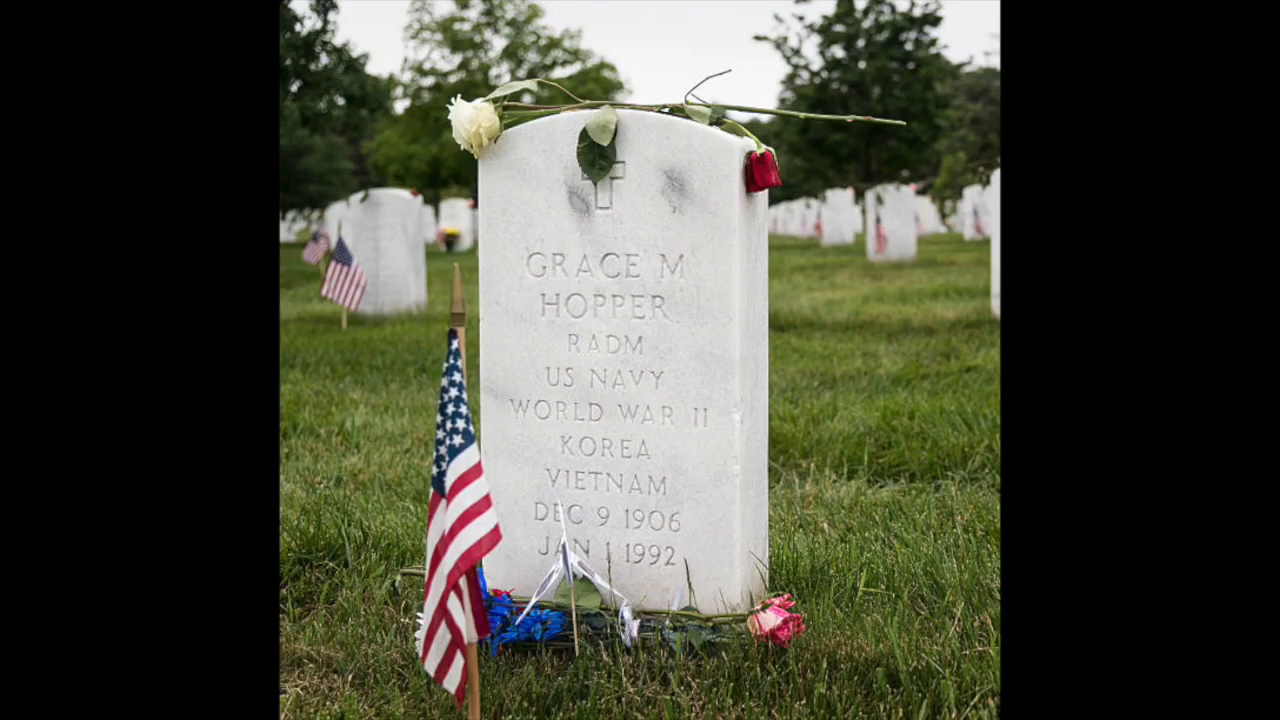 GRACE M
HOPPER
RADM
US NAVY
WORLD WAR II
KOREA
VIETNAM
DEC 9 1906
JAN 1 1992